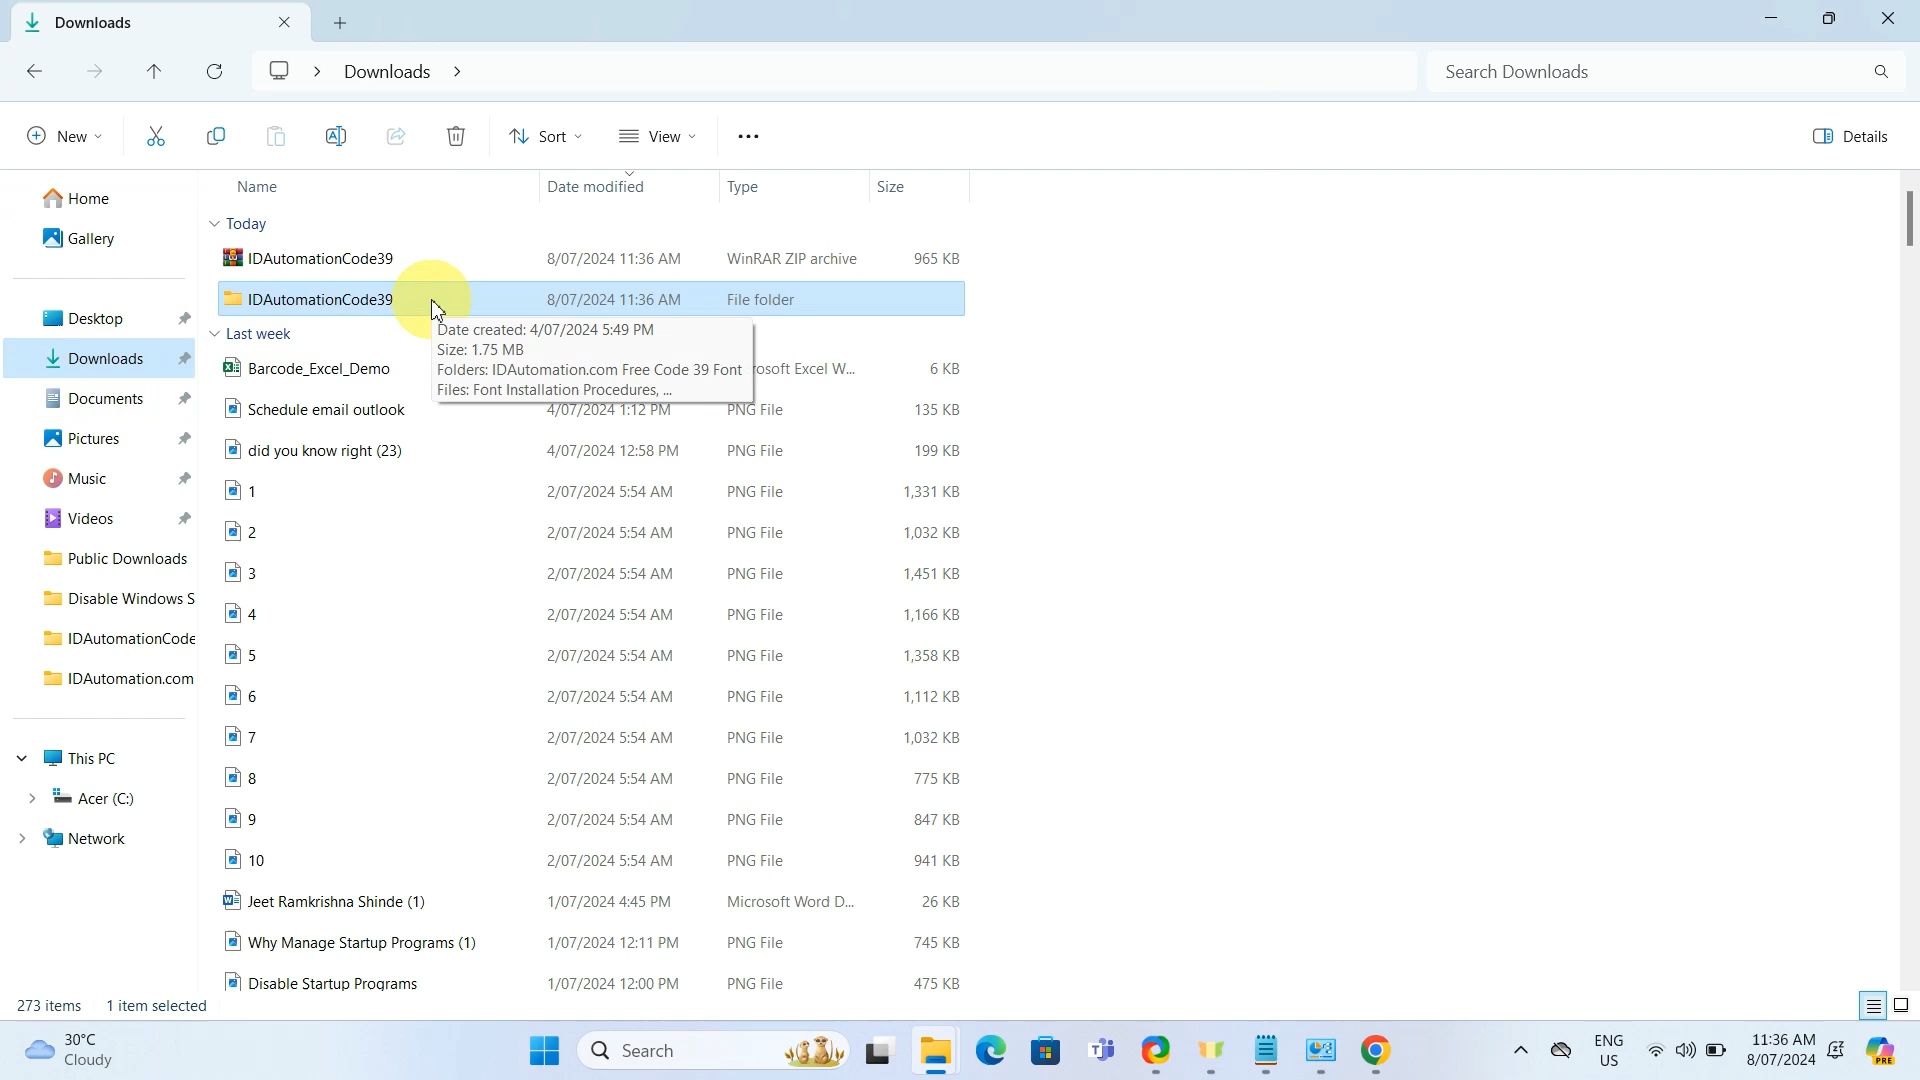 Downloads
Downloads
Search Downloads
New
Sort
View
Details
Name
Date modified
Type
Size
Home
Gallery
Desktop
Downloads
Documents
Pictures
Music
Videos
Public Downloads
Disable Windows S
IDAutomationCode
IDAutomation.com
This PC
Acer (C:)
Network
Today
IDAutomationCode39 8/07/2024 11:36 AM WinRAR ZIP archive 965 KB
IDAutomationCode39 8/07/2024 11:36 AM File folder
Date created: 4/07/2024 5:49 PM
Size: 1.75 MB
Folders: IDAutomation.com Free Code 39 Font
Files: Font Installation Procedures, ...
Last week
Barcode_Excel_Demo rosoft Excel W... 6 KB
Schedule email outlook 4/07/2024 1:12 PM PNG File 135 KB
did you know right (23) 4/07/2024 12:58 PM PNG File 199 KB
1 2/07/2024 5:54 AM PNG File 1,331 KB
2 2/07/2024 5:54 AM PNG File 1,032 KB
3 2/07/2024 5:54 AM PNG File 1,451 KB
4 2/07/2024 5:54 AM PNG File 1,166 KB
5 2/07/2024 5:54 AM PNG File 1,358 KB
6 2/07/2024 5:54 AM PNG File 1,112 KB
7 2/07/2024 5:54 AM PNG File 1,032 KB
8 2/07/2024 5:54 AM PNG File 775 KB
9 2/07/2024 5:54 AM PNG File 847 KB
10 2/07/2024 5:54 AM PNG File 941 KB
Jeet Ramkrishna Shinde (1) 1/07/2024 4:45 PM Microsoft Word D... 26 KB
Why Manage Startup Programs (1) 1/07/2024 12:11 PM PNG File 745 KB
Disable Startup Programs 1/07/2024 12:00 PM PNG File 475 KB
273 items 1 item selected
30°C
Cloudy
Search
ENG
US
11:36 AM
8/07/2024
PRE